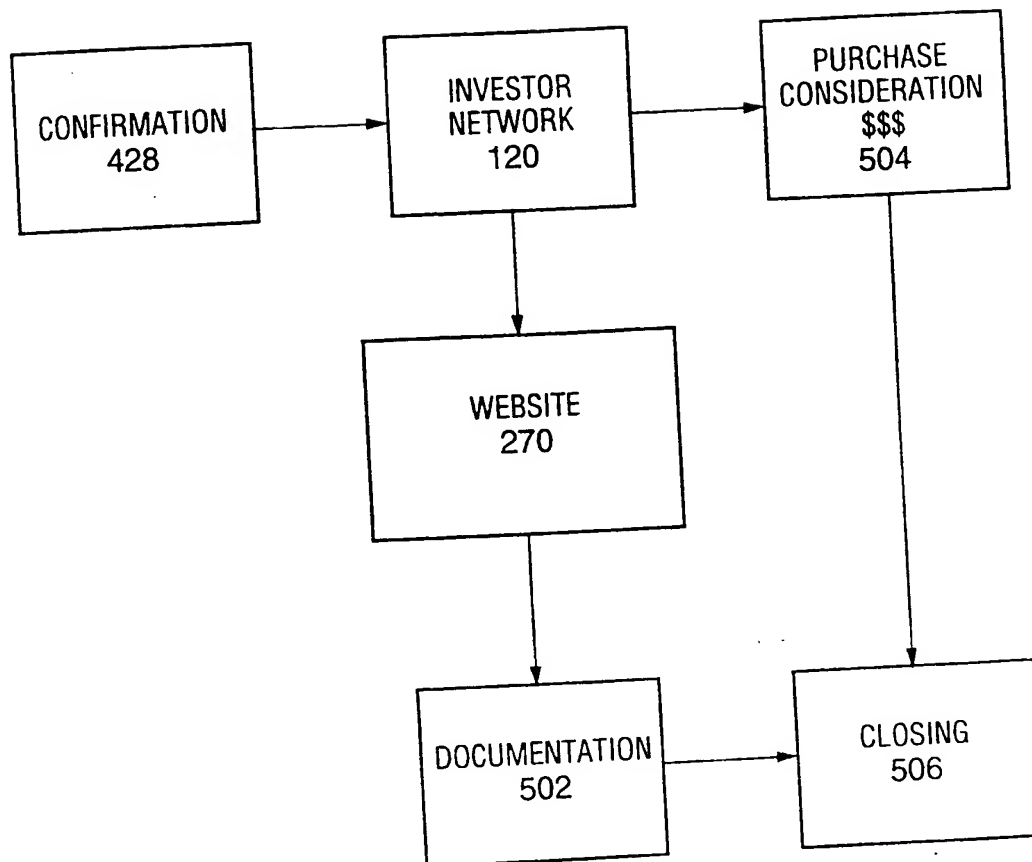 CONFIRMATION
428
INVESTOR
NETWORK
120
PURCHASE
CONSIDERATION
$$$
504
WEBSITE
270
DOCUMENTATION
502
CLOSING
506